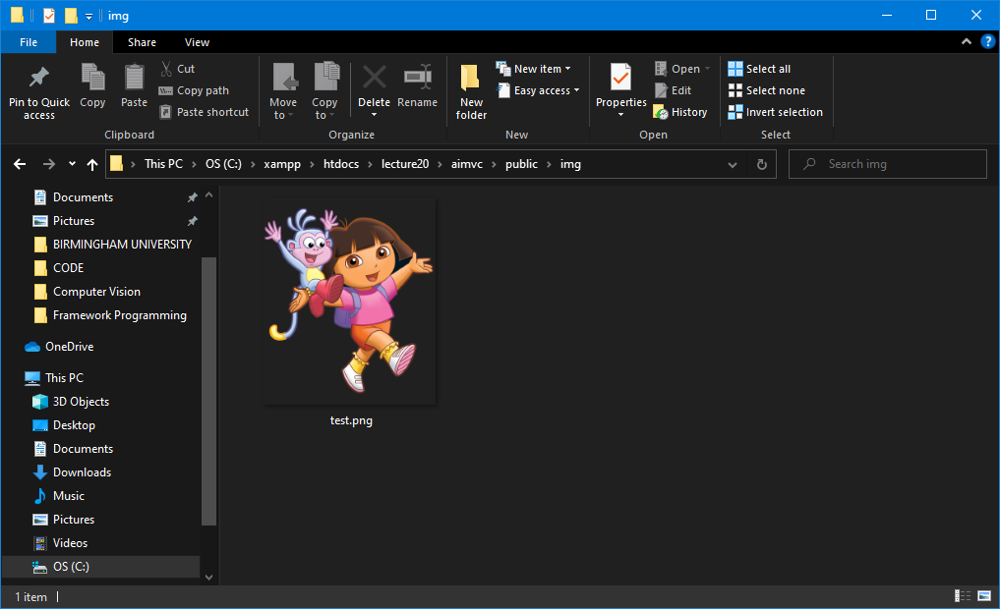 img
File Home Share View
Pin to Quick access
Copy
Paste
Cut
Copy path
Paste shortcut
Clipboard
Move to
Copy to
Delete
Rename
Organize
New folder
New item
Easy access
New
Properties
Open
Edit
History
Open
Select all
Select none
Invert selection
Select
This PC > OS (C:) > xampp > htdocs > lecture20 > aimvc > public > img
Search img
Documents
Pictures
BIRMINGHAM UNIVERSITY
CODE
Computer Vision
Framework Programming
OneDrive
This PC
3D Objects
Desktop
Documents
Downloads
Music
Pictures
Videos
OS (C:)
test.png
1 item